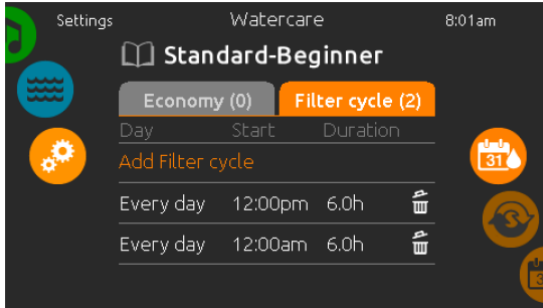 Settings Watercare 8:01am
Standard-Beginner
Economy (0) Filter cycle (2)
Day Start Duration
Add Filter cycle
31
Every day 12:00pm 6.0h
S
Every day 12:00am 6.0h
3